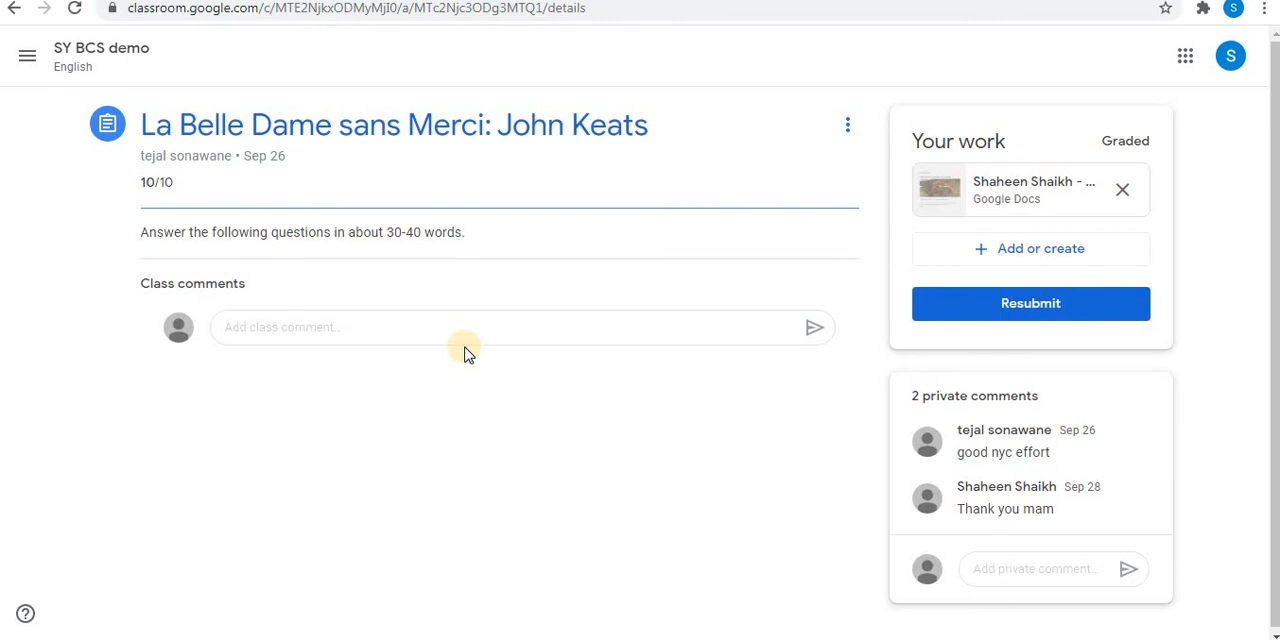 classroom.google.com/c/MTE2NjkxODMyMjI0/a/MTc2Njc3ODg3MTQ1/details
S
SY BCS demo
English
S
La Belle Dame sans Merci: John Keats
tejal sonawane • Sep 26
10/10
Answer the following questions in about 30-40 words.
Class comments
Add class comment...
Your work
Graded
Shaheen Shaikh - ...
Google Docs
+ Add or create
Resubmit
2 private comments
tejal sonawane Sep 26
good nyc effort
Shaheen Shaikh Sep 28
Thank you mam
Add private comment...